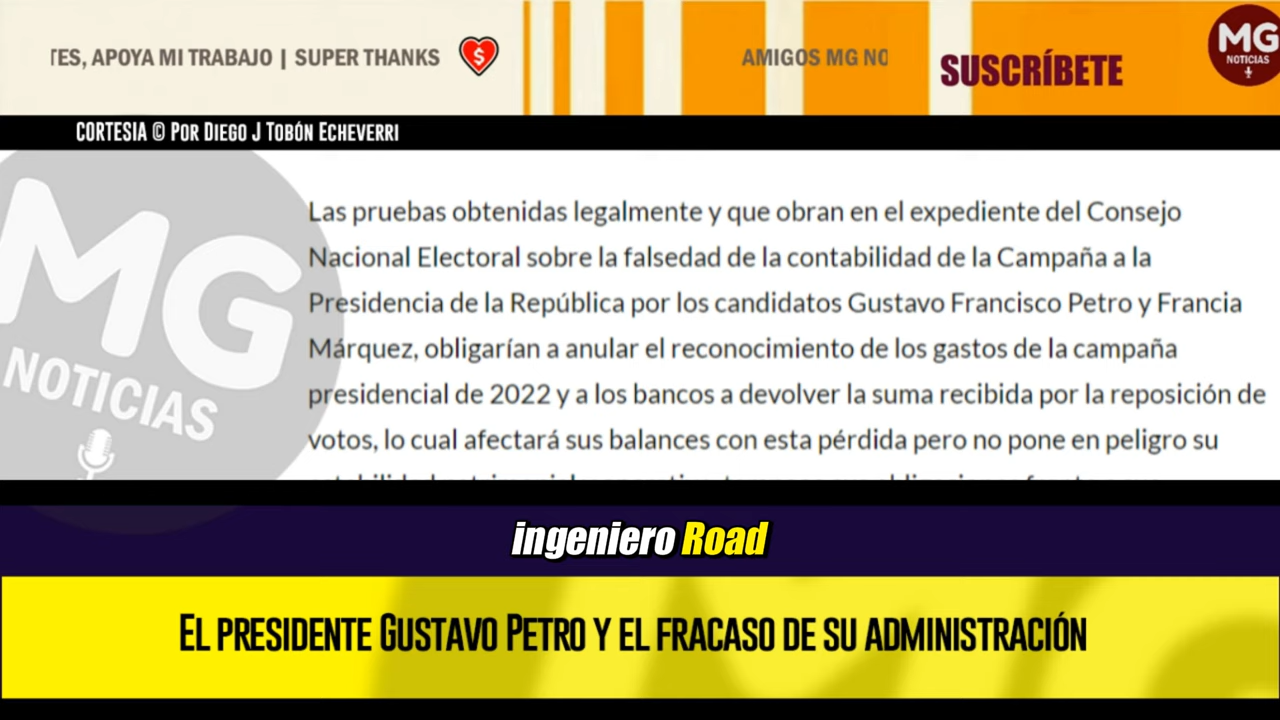 TES, APOYA MI TRABAJO | SUPER THANKS
AMIGOS MG NO
SUSCRÍBETE
MG
NOTICIAS
CORTESIA © POR DIEGO J TOBÓN ECHEVERRI
MG
NOTICIAS
Las pruebas obtenidas legalmente y que obran en el expediente del Consejo
Nacional Electoral sobre la falsedad de la contabilidad de la Campaña a la
Presidencia de la República por los candidatos Gustavo Francisco Petro y Francia
Márquez, obligarían a anular el reconocimiento de los gastos de la campaña
presidencial de 2022 y a los bancos a devolver la suma recibida por la reposición de
votos, lo cual afectará sus balances con esta pérdida pero no pone en peligro su
ingeniero Road
EL PRESIDENTE GUSTAVO PETRO Y EL FRACASO DE SU ADMINISTRACIÓN